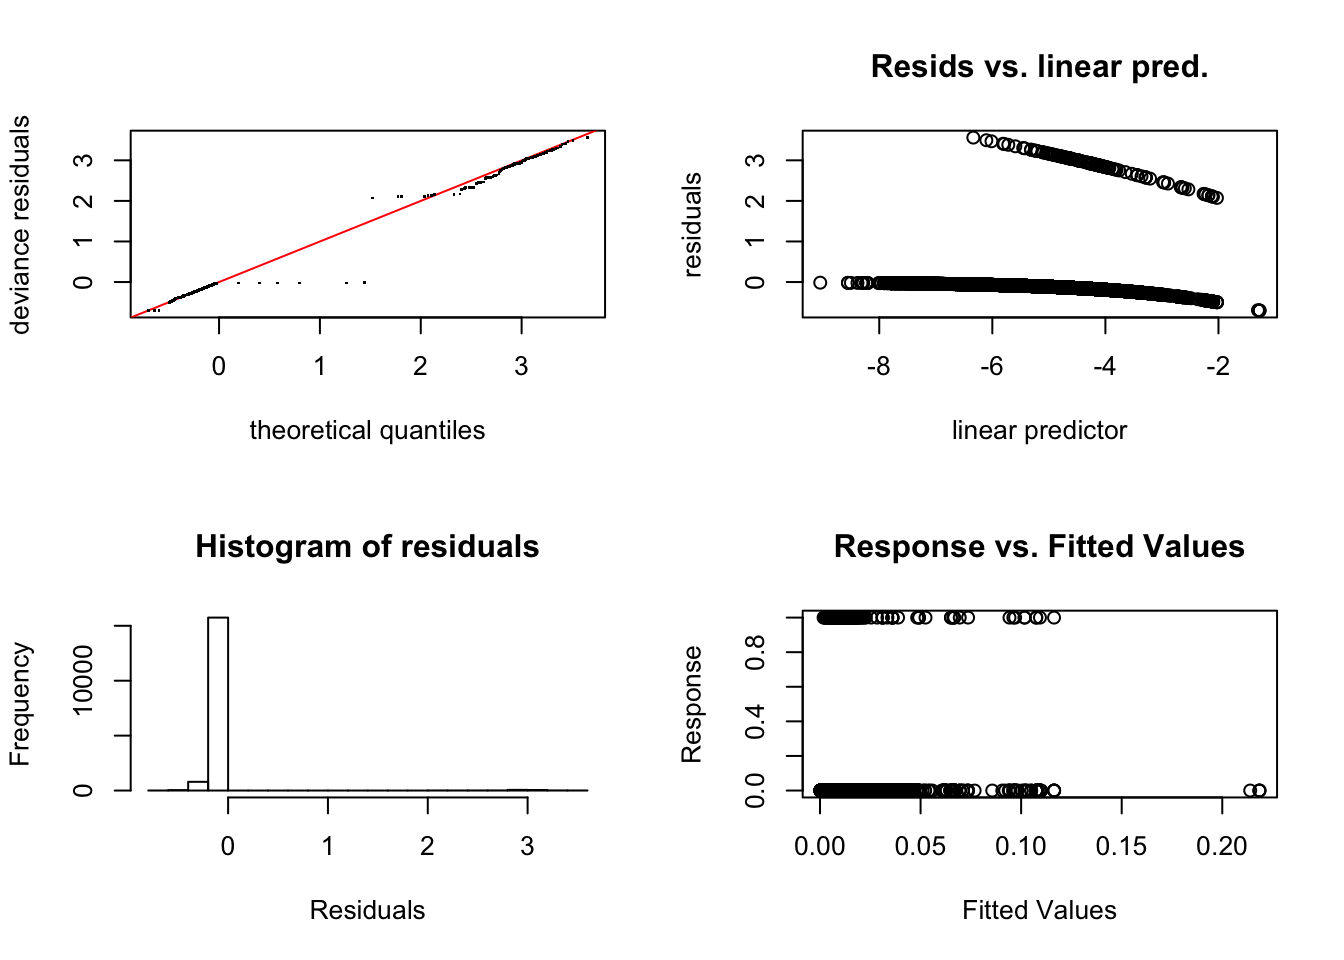 deviance residuals
3
2
1
0
0 1 2 3
theoretical quantiles
Resids vs. linear pred.
residuals
3
2
1
0
-8 -6 -4 -2
linear predictor
Histogram of residuals
Frequency
10000
0
0 1 2 3
Residuals
Response vs. Fitted Values
Response
0.8
0.4
0.0
0.00 0.05 0.10 0.15 0.20
Fitted Values